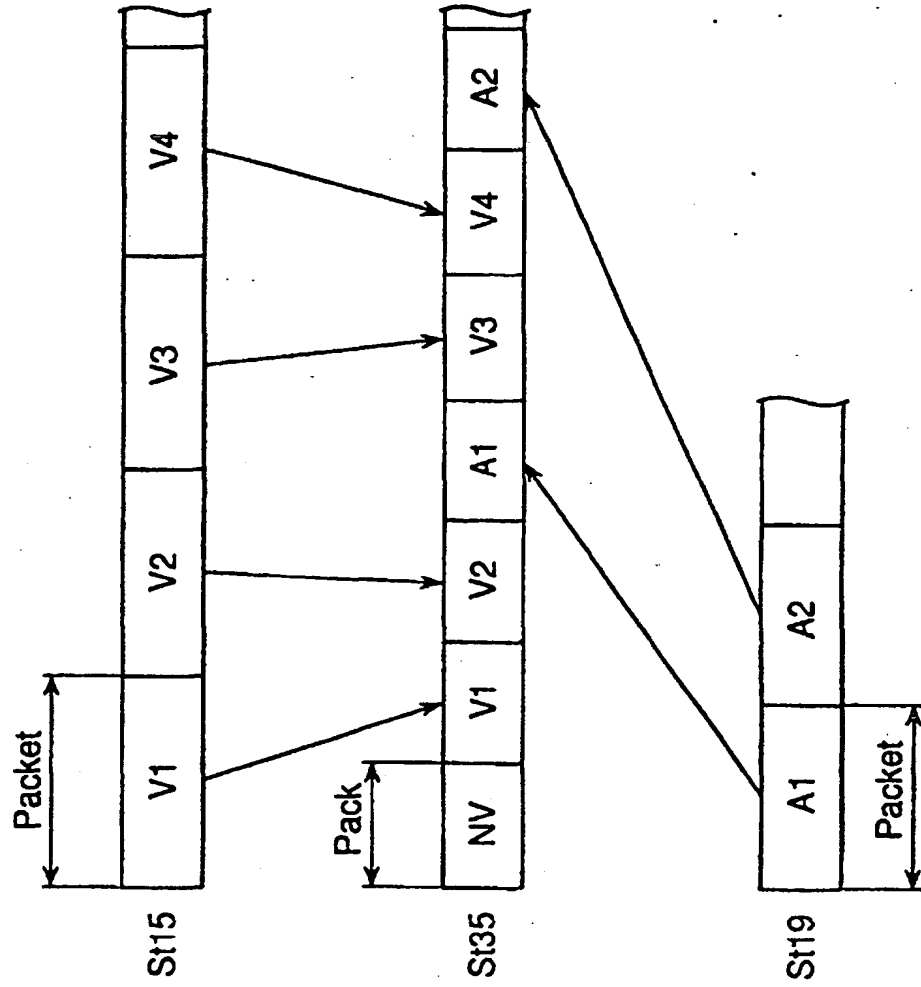 Packet
St15 V1 V2 V3 V4
Pack
St35 NV V1 V2 A1 V3 V4 A2
St19 A1 A2
Packet